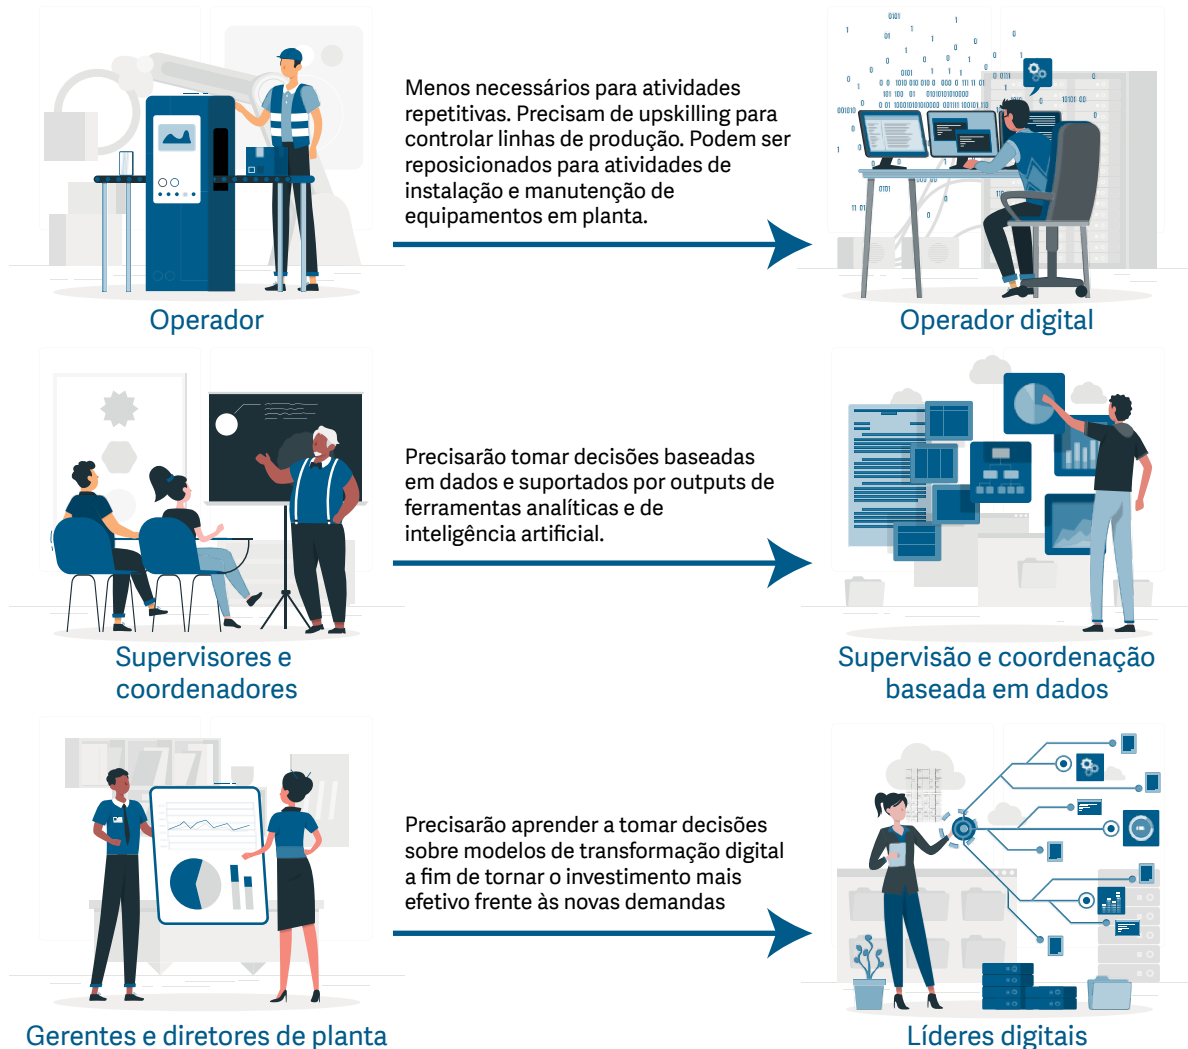 Menos necessários para atividades
repetitivas. Precisam de upskilling para
controlar linhas de produção. Podem ser
reposicionados para atividades de
instalação e manutenção de
equipamentos em planta.
Operador
Operador digital
Precisarão tomar decisões baseadas
em dados e suportados por outputs de
ferramentas analíticas e de
inteligência artificial.
Supervisores e
coordenadores
Supervisão e coordenação
baseada em dados
Precisarão aprender a tomar decisões
sobre modelos de transformação digital
a fim de tornar o investimento mais
efetivo frente às novas demandas
Gerentes e diretores de planta
Líderes digitais